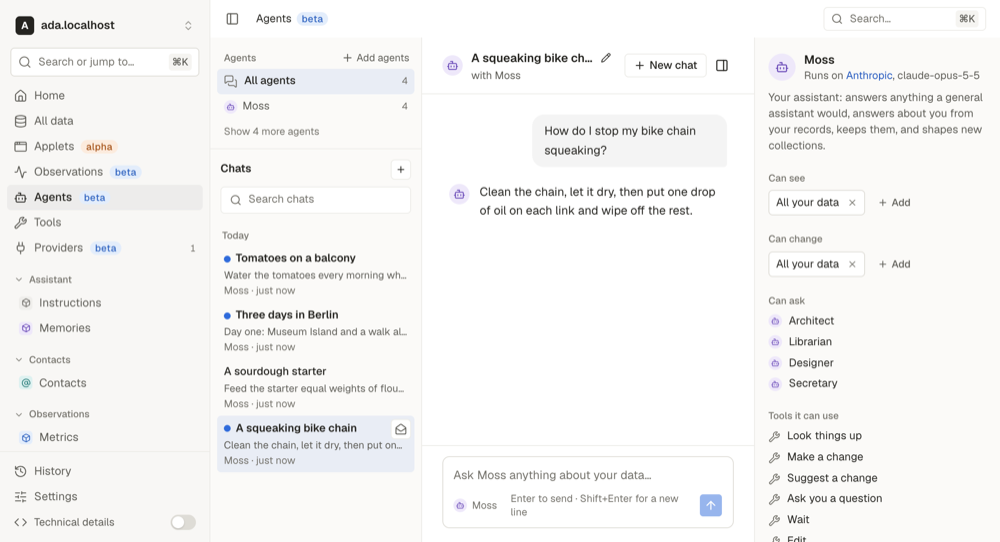 A ada.localhost
Search or jump to... ⌘K
Home
All data
Applets alpha
Observations beta
Agents beta
Tools
Providers beta 1
Assistant
Instructions
Memories
Contacts
Contacts
Observations
Metrics
History
Settings
Technical details
Agents beta
Search... ⌘K
Agents + Add agents
All agents 4
Moss 4
Show 4 more agents
Chats
Search chats
Today
Tomatoes on a balcony
Water the tomatoes every morning wh...
Moss · just now
Three days in Berlin
Day one: Museum Island and a walk al...
Moss · just now
A sourdough starter
Feed the starter equal weights of flou...
Moss · just now
A squeaking bike chain
Clean the chain, let it dry, then put on...
Moss · just now
A squeaking bike ch...
with Moss
+ New chat
How do I stop my bike chain
squeaking?
Clean the chain, let it dry, then put one drop
of oil on each link and wipe off the rest.
Ask Moss anything about your data...
Moss
Enter to send · Shift+Enter for a new
line
Moss
Runs on Anthropic, claude-opus-5-5
Your assistant: answers anything a general
assistant would, answers about you from
your records, keeps them, and shapes new
collections.
Can see
All your data × + Add
Can change
All your data × + Add
Can ask
Architect
Librarian
Designer
Secretary
Tools it can use
Look things up
Make a change
Suggest a change
Ask you a question
Wait
Edit